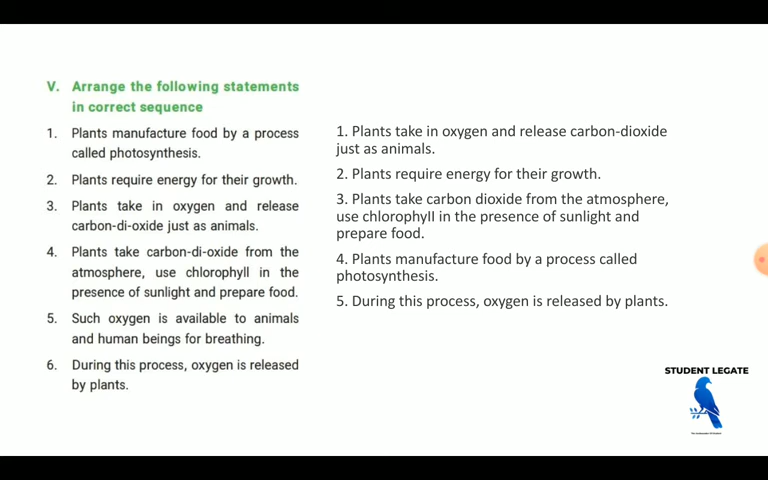 V. Arrange the following statements
in correct sequence
1. Plants manufacture food by a process
called photosynthesis.
2. Plants require energy for their growth.
3. Plants take in oxygen and release
carbon-di-oxide just as animals.
4. Plants take carbon-di-oxide from the
atmosphere, use chlorophyll in the
presence of sunlight and prepare food.
5. Such oxygen is available to animals
and human beings for breathing.
6. During this process, oxygen is released
by plants.
1. Plants take in oxygen and release carbon-dioxide
just as animals.
2. Plants require energy for their growth.
3. Plants take carbon dioxide from the atmosphere,
use chlorophyll in the presence of sunlight and
prepare food.
4. Plants manufacture food by a process called
photosynthesis.
5. During this process, oxygen is released by plants.
STUDENT LEGATE